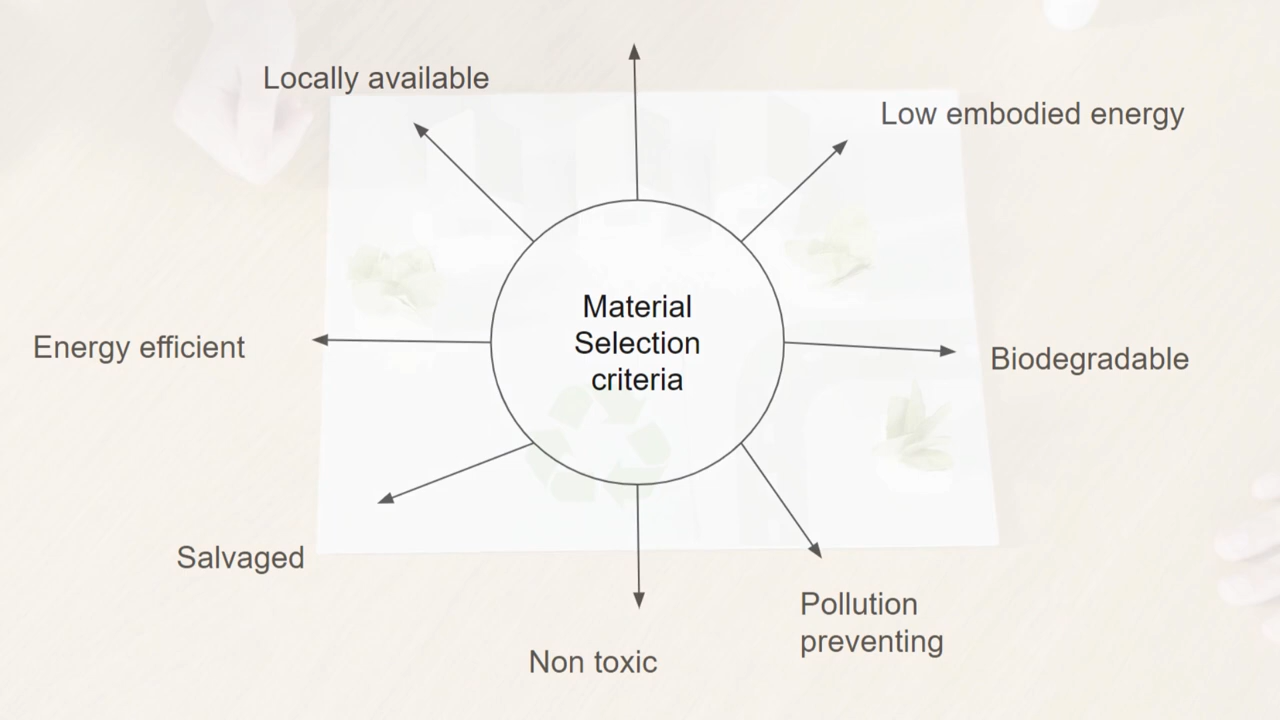 Locally available
Low embodied energy
Material
Selection
criteria
Energy efficient
Biodegradable
Salvaged
Pollution
preventing
Non toxic